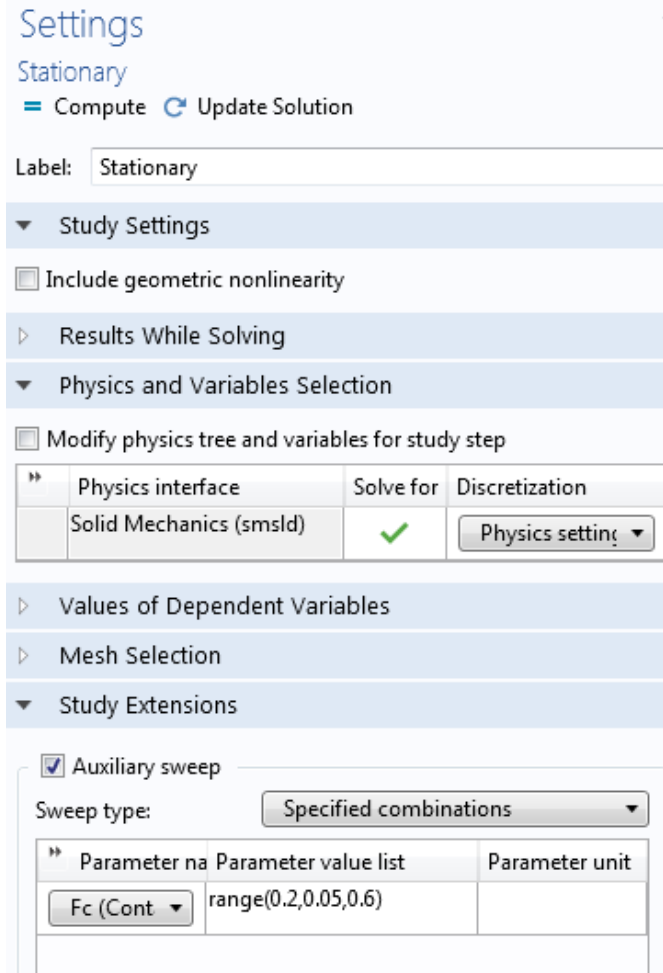 Settings
Stationary
= Compute Update Solution
Label: Stationary
Study Settings
Include geometric nonlinearity
Results While Solving
Physics and Variables Selection
Modify physics tree and variables for study step
Physics interface Solve for Discretization
Solid Mechanics (smsld) Physics setting
Values of Dependent Variables
Mesh Selection
Study Extensions
Auxiliary sweep
Sweep type: Specified combinations
Parameter na Parameter value list Parameter unit
Fc (Cont range(0.2,0.05,0.6)